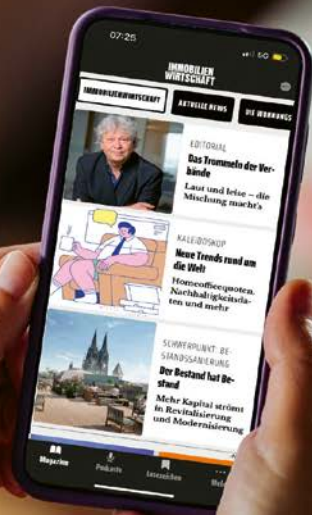 07:25
5G
IMMOBILIEN
WIRTSCHAFT
IMMOBILIENWIRTSCHAFT
AKTUELLE NEWS
DIE WOHNUNGS
EDITORIAL
Das Trommeln der Ver-
bände
Laut und leise – die
Mischung macht's
KALEIDOSKOP
Neue Trends rund um
die Welt
Homeofficequoten,
Nachhaltigkeitsda-
ten und mehr
SCHWERPUNKT: BE-
STANDSSANIERUNG
Der Bestand hat Be-
stand
Mehr Kapital strömt
in Revitalisierung
und Modernisierung
Magazine
Podcasts
Lesezeichen